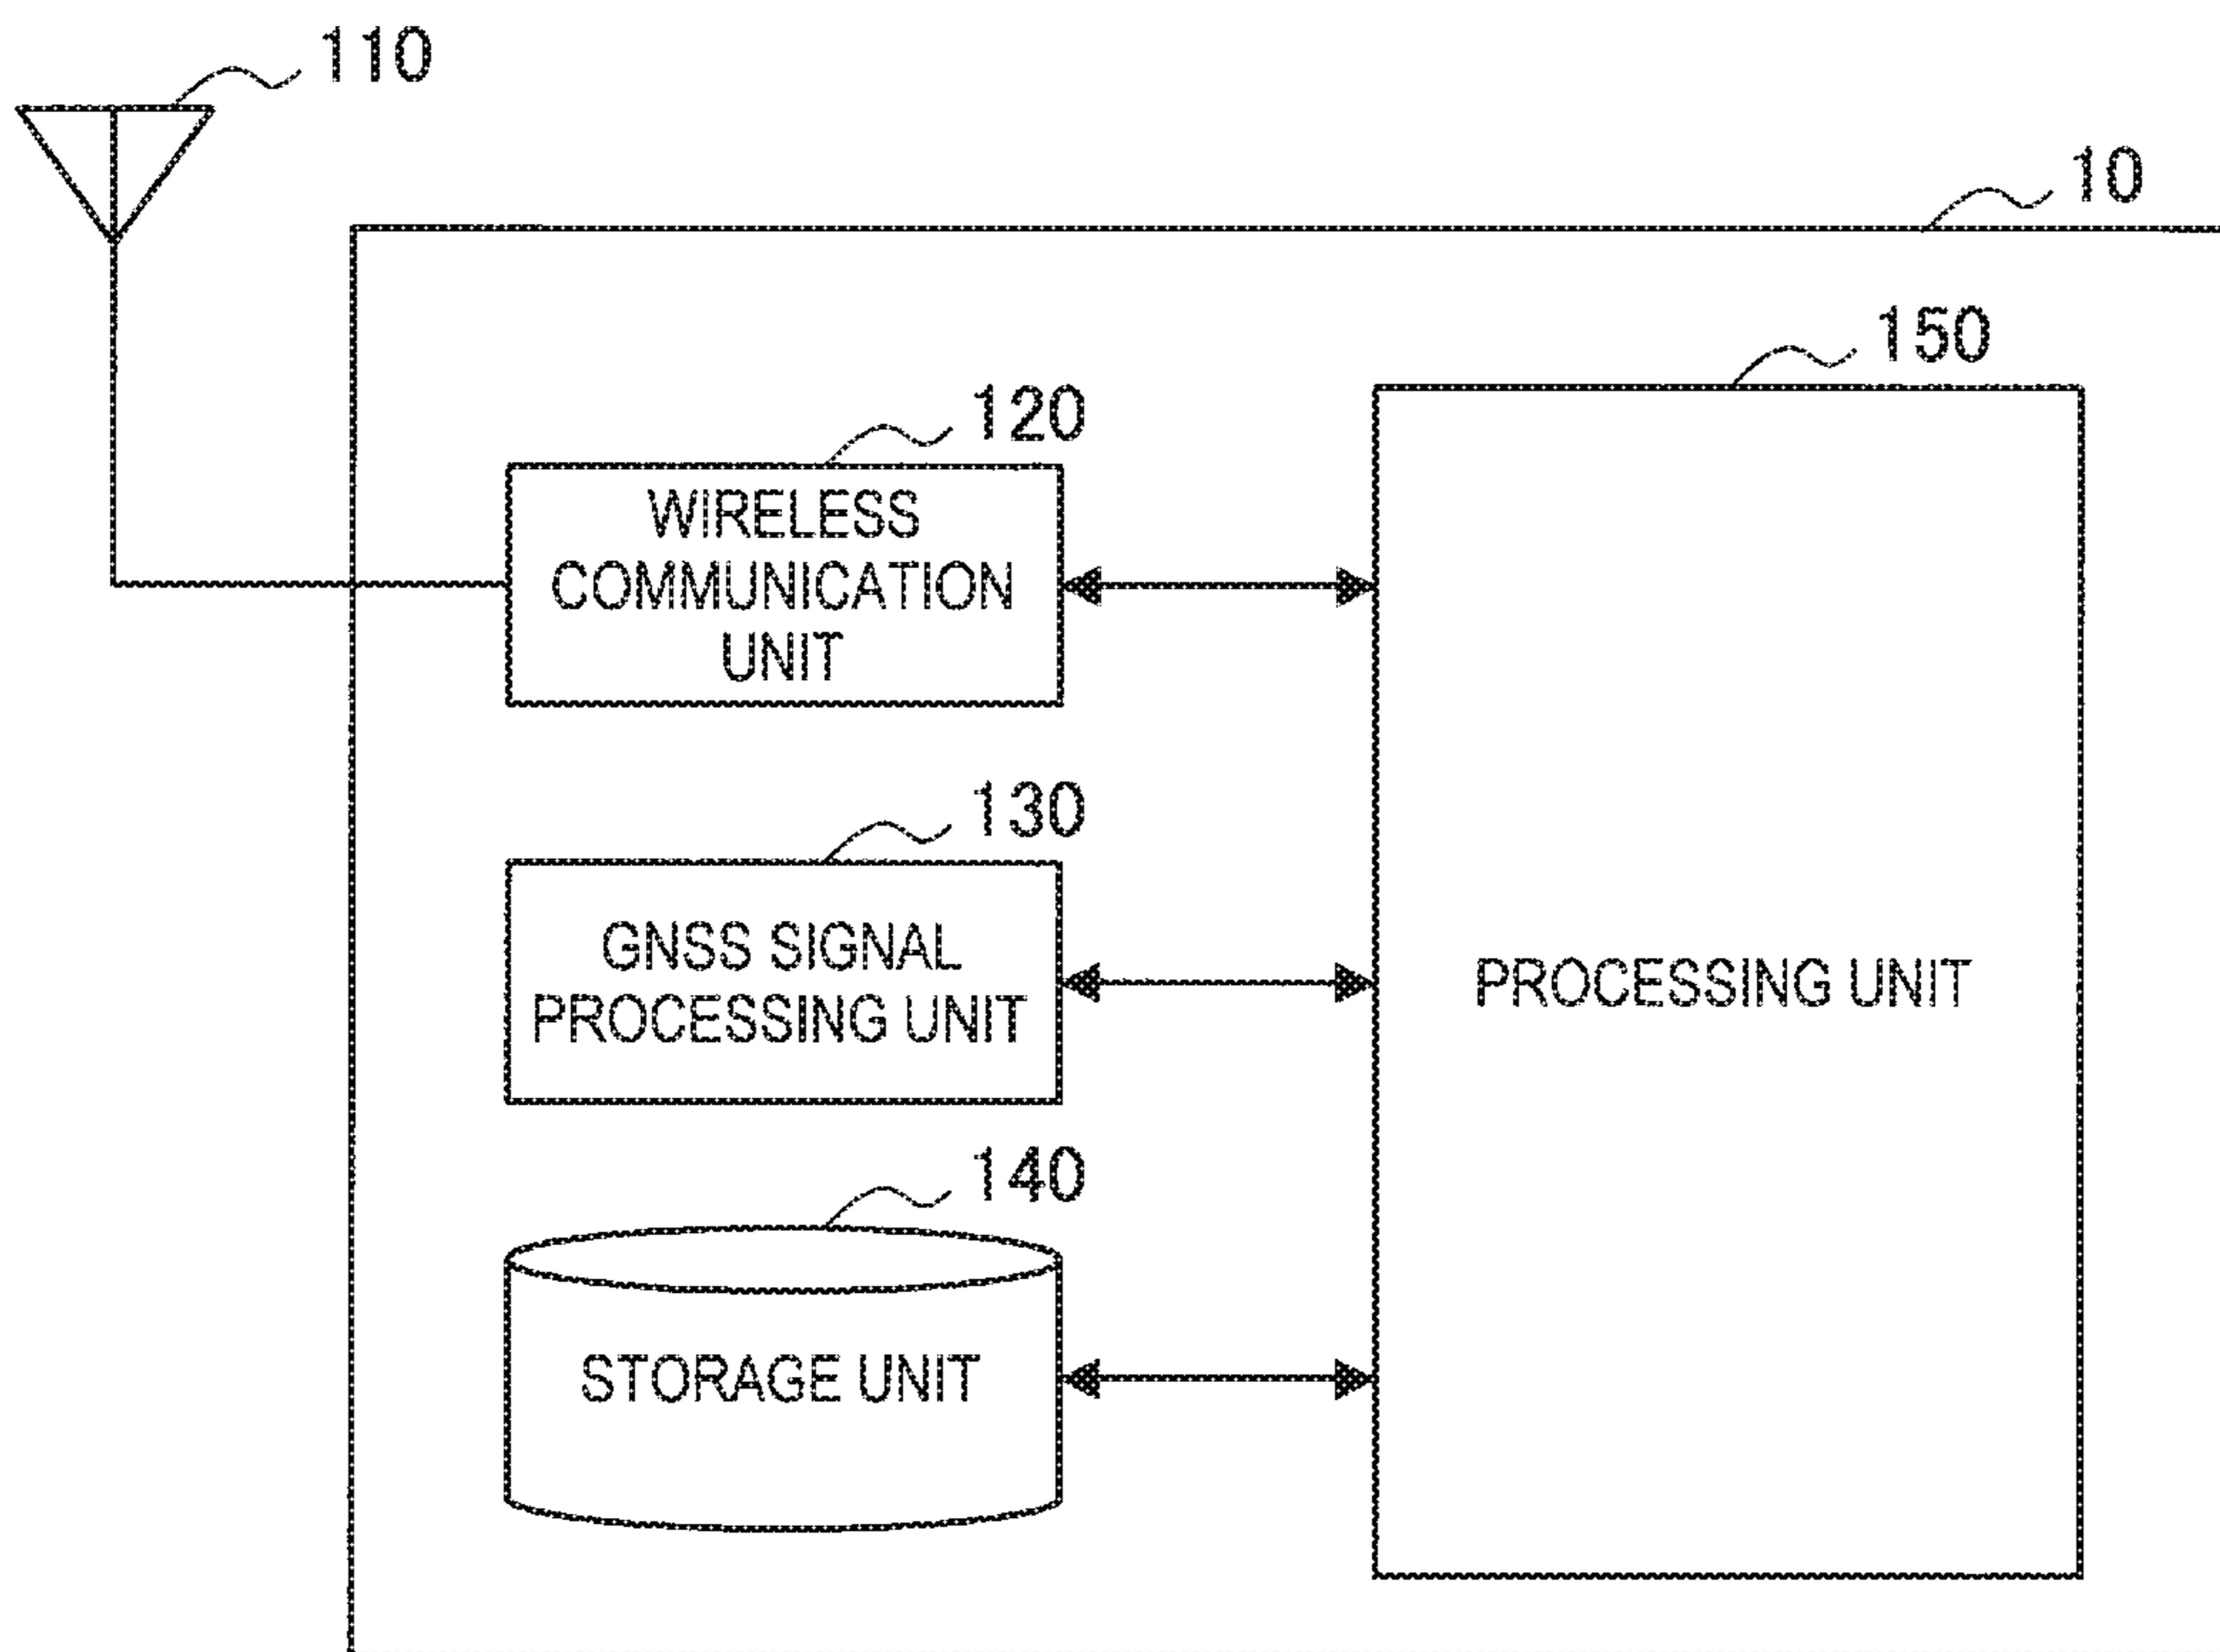 110
10
150
120
WIRELESS
COMMUNICATION
UNIT
130
GNSS SIGNAL
PROCESSING UNIT
PROCESSING UNIT
140
STORAGE UNIT